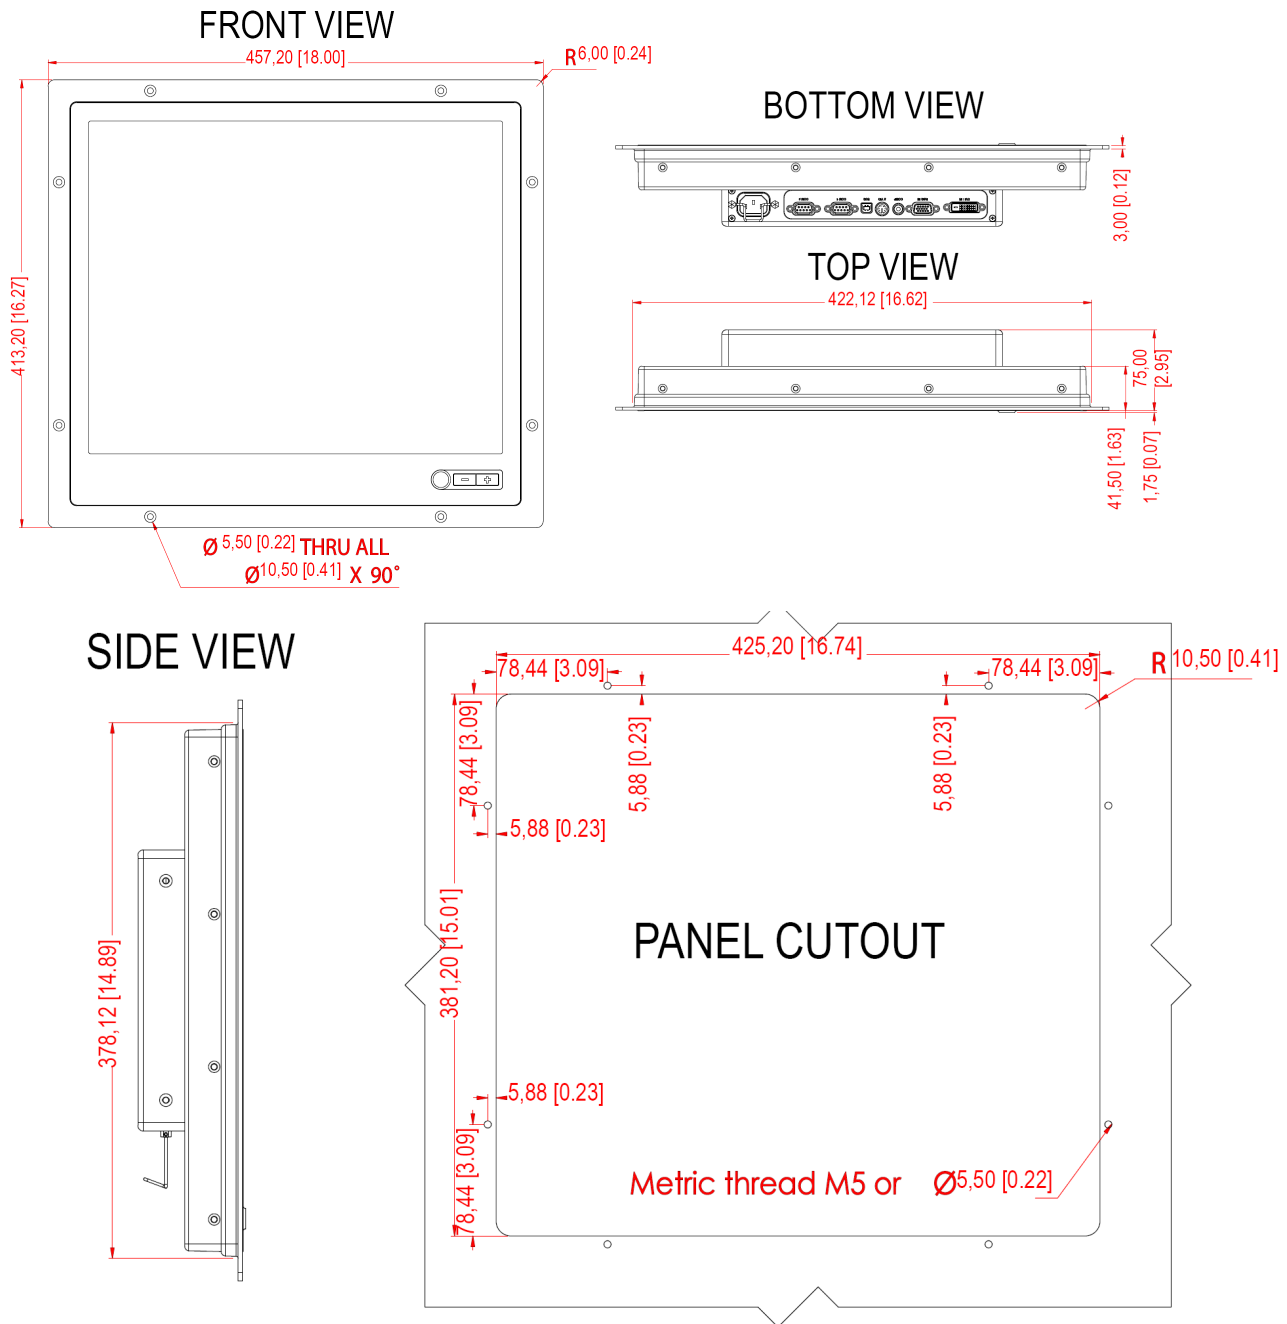 FRONT VIEW
457,20 [18.00]
R6,00 [0.24]
413,20 [16.27]
Ø 5,50 [0.22] THRU ALL
Ø10,50 [0.41] X 90°
BOTTOM VIEW
3,00 [0.12]
TOP VIEW
422,12 [16.62]
75,00
[2.95]
41,50 [1.63]
1,75 [0.07]
SIDE VIEW
378,12 [14.89]
425,20 [16.74]
78,44 [3.09]
78,44 [3.09]
R 10,50 [0.41]
78,44 [3.09]
5,88 [0.23]
5,88 [0.23]
5,88 [0.23]
381,20 [15.01]
PANEL CUTOUT
5,88 [0.23]
78,44 [3.09]
Metric thread M5 or Ø5,50 [0.22]